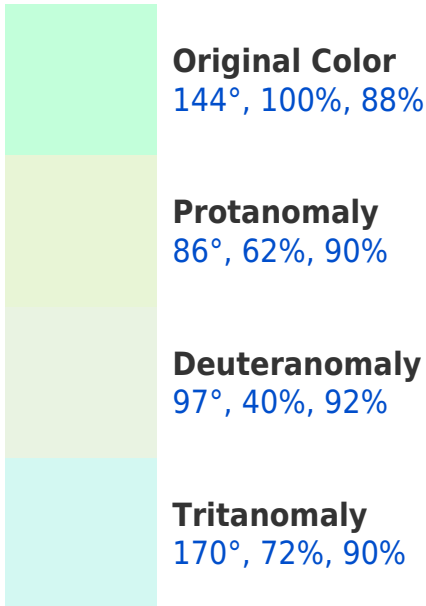 Original Color
144°, 100%, 88%
Protanomaly
86°, 62%, 90%
Deuteranomaly
97°, 40%, 92%
Tritanomaly
170°, 72%, 90%